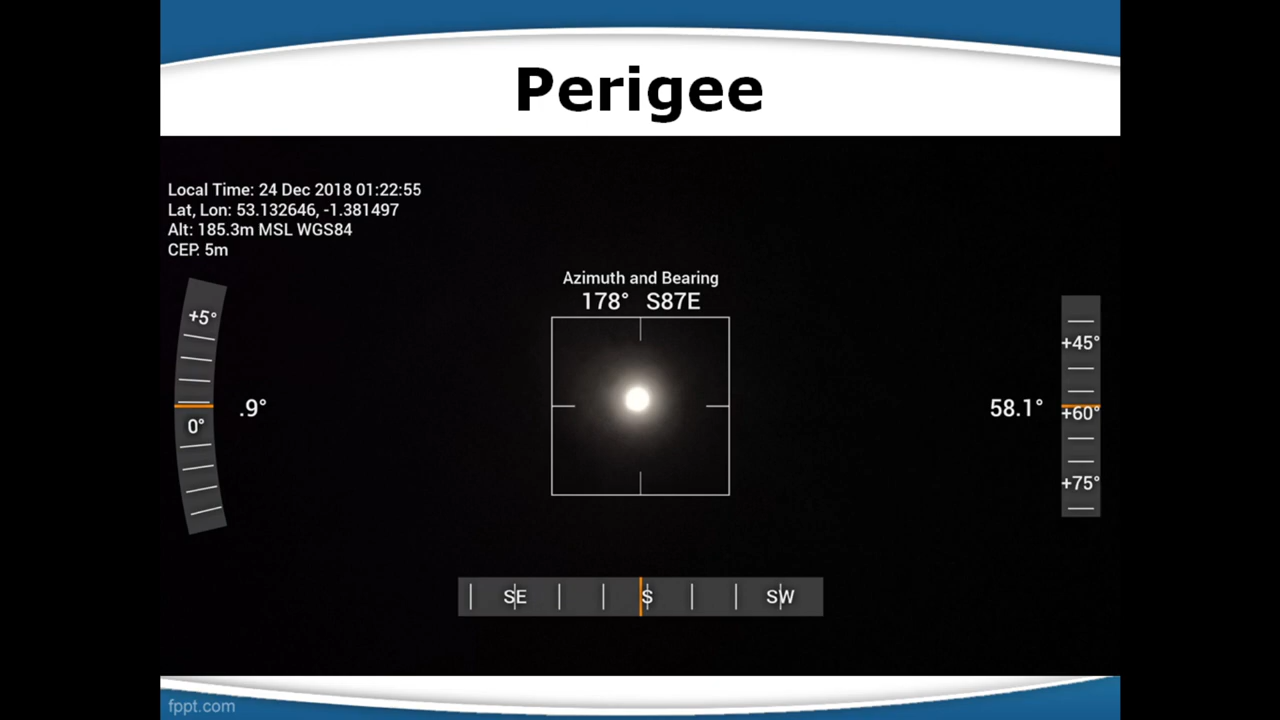 Perigee
Local Time: 24 Dec 2018 01:22:55
Lat, Lon: 53.132646, -1.381497
Alt: 185.3m MSL WGS84
CEP: 5m
Azimuth and Bearing
178° S87E
+5°
0°
.9°
58.1°
+45°
+60°
+75°
SE S SW
fppt.com